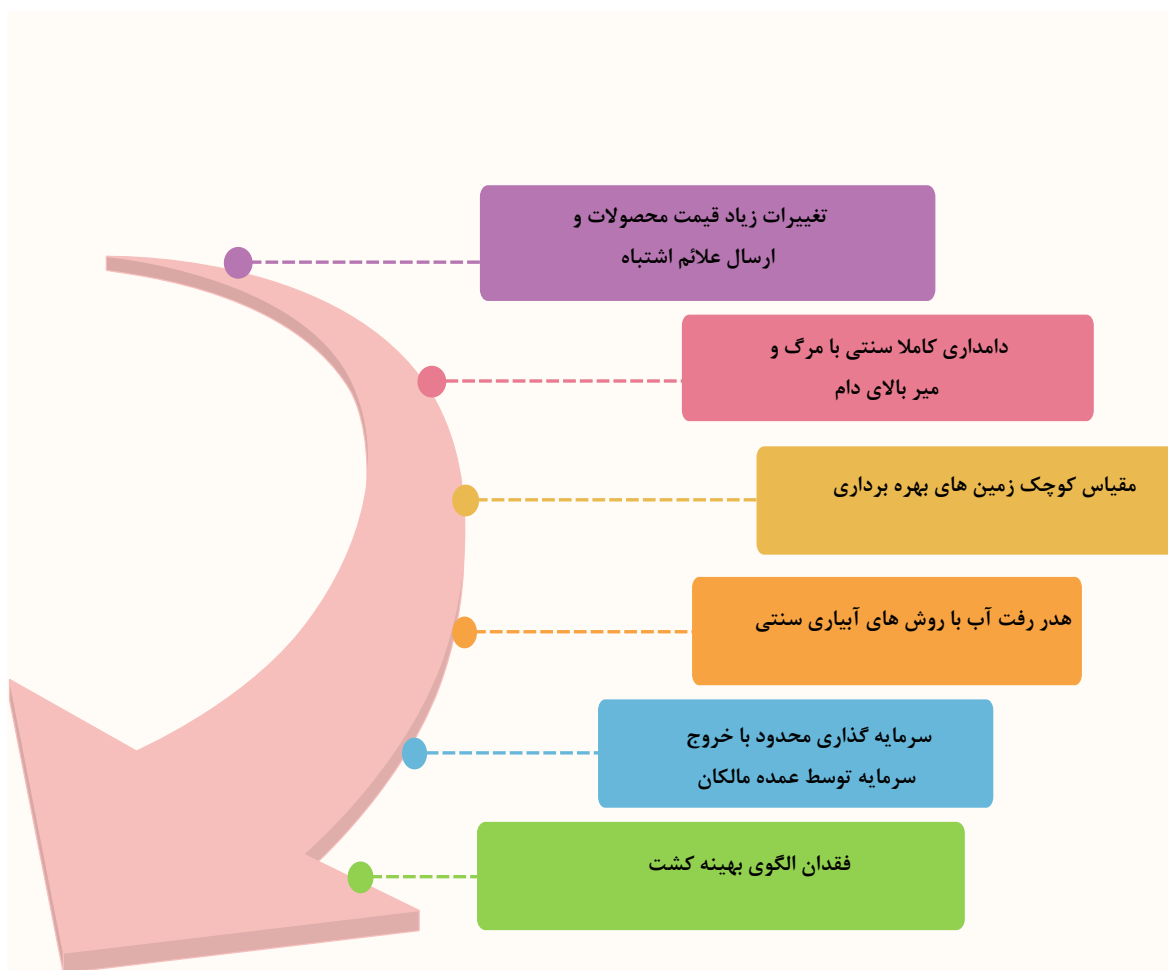 تغییرات زیاد قیمت محصولات و
ارسال علائم اشتباه
دامداری کاملا سنتی با مرگ و
میر بالای دام
مقیاس کوچک زمین های بهره برداری
هدر رفت آب با روش های آبیاری سنتی
سرمایه گذاری محدود با خروج
سرمایه توسط عمده مالکان
فقدان الگوی بهینه کشت